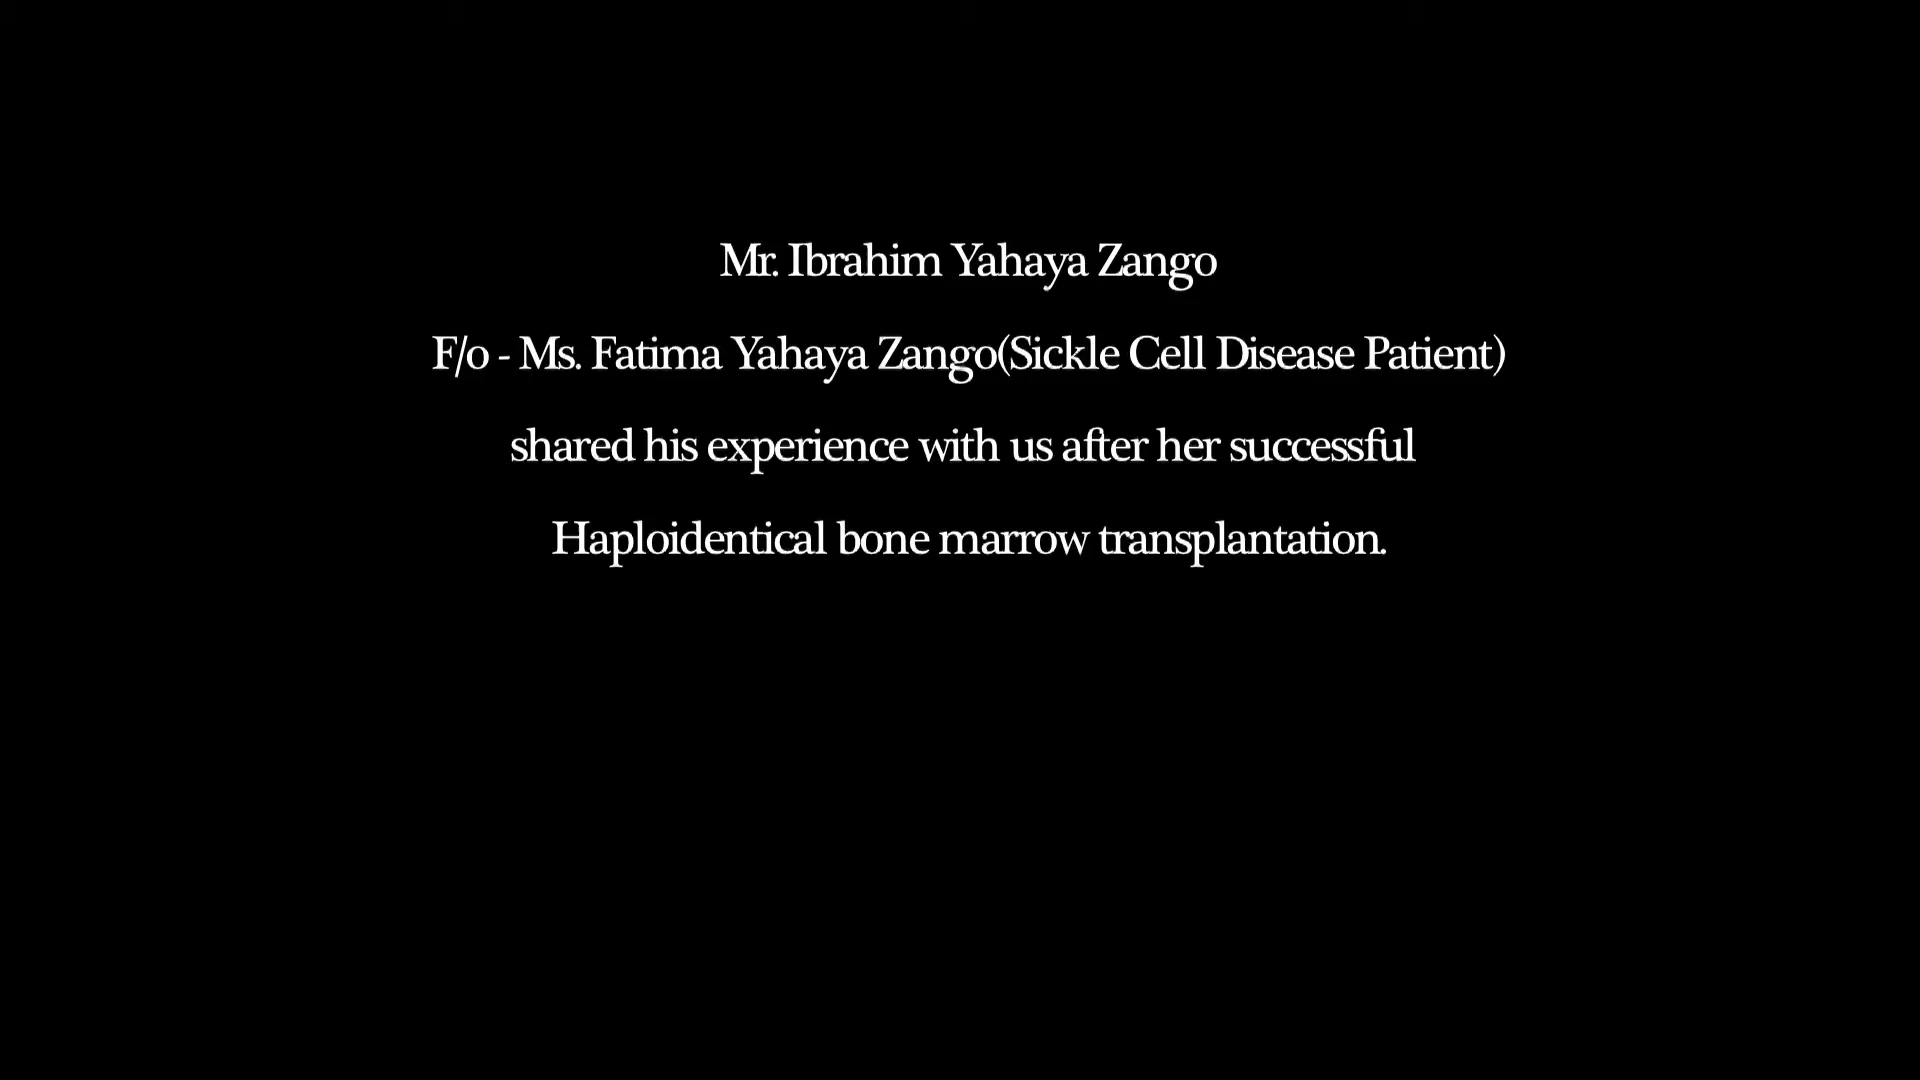 Mr. Ibrahim Yahaya Zango
F/o - Ms. Fatima Yahaya Zango(Sickle Cell Disease Patient)
shared his experience with us after her successful
Haploidentical bone marrow transplantation.